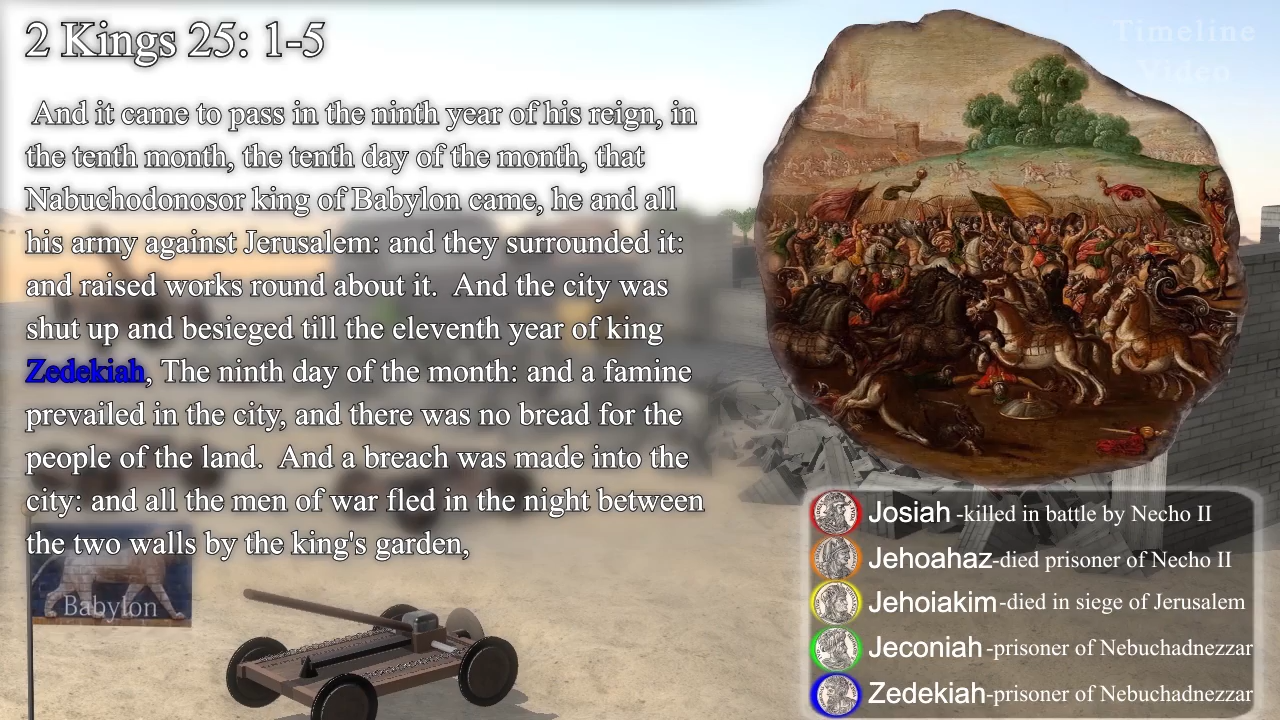 2 Kings 25: 1-5
And it came to pass in the ninth year of his reign, in
the tenth month, the tenth day of the month, that
Nabuchodonosor king of Babylon came, he and all
his army against Jerusalem: and they surrounded it:
and raised works round about it.  And the city was
shut up and besieged till the eleventh year of king
Zedekiah, The ninth day of the month: and a famine
prevailed in the city, and there was no bread for the
people of the land.  And a breach was made into the
city: and all the men of war fled in the night between
the two walls by the king's garden,
Babylon
Timeline
Video
Josiah -killed in battle by Necho II
Jehoahaz-died prisoner of Necho II
Jehoiakim-died in siege of Jerusalem
Jeconiah -prisoner of Nebuchadnezzar
Zedekiah-prisoner of Nebuchadnezzar